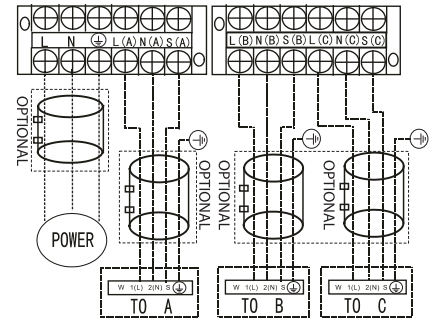 L N L(A) N(A) S(A)
L(B) N(B) S(B) L(C) N(C) S(C)
OPTIONAL
OPTIONAL
OPTIONAL
OPTIONAL
POWER
W 1(L) 2(N) S
TO A
W 1(L) 2(N) S
TO B
W 1(L) 2(N) S
TO C